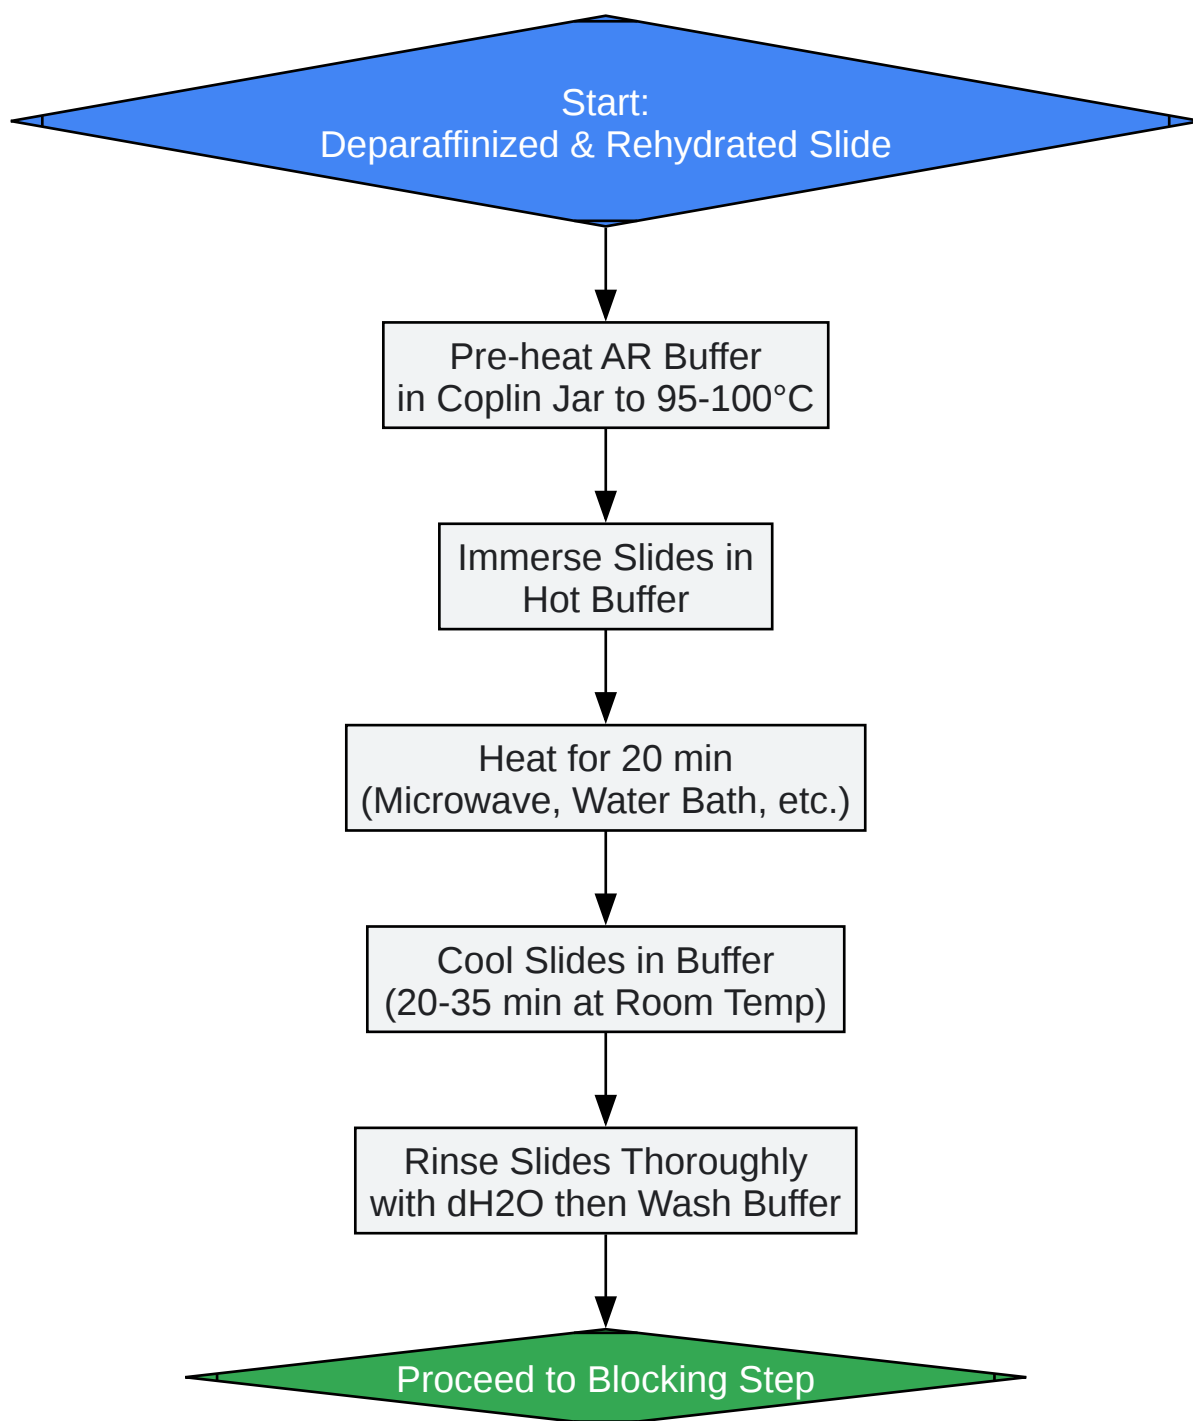 Start:
Deparaffinized & Rehydrated Slide
Pre-heat AR Buffer
in Coplin Jar to 95-100°C
Immerse Slides in
Hot Buffer
Heat for 20 min
(Microwave, Water Bath, etc.)
Cool Slides in Buffer
(20-35 min at Room Temp)
Rinse Slides Thoroughly
with dH2O then Wash Buffer
Proceed to Blocking Step